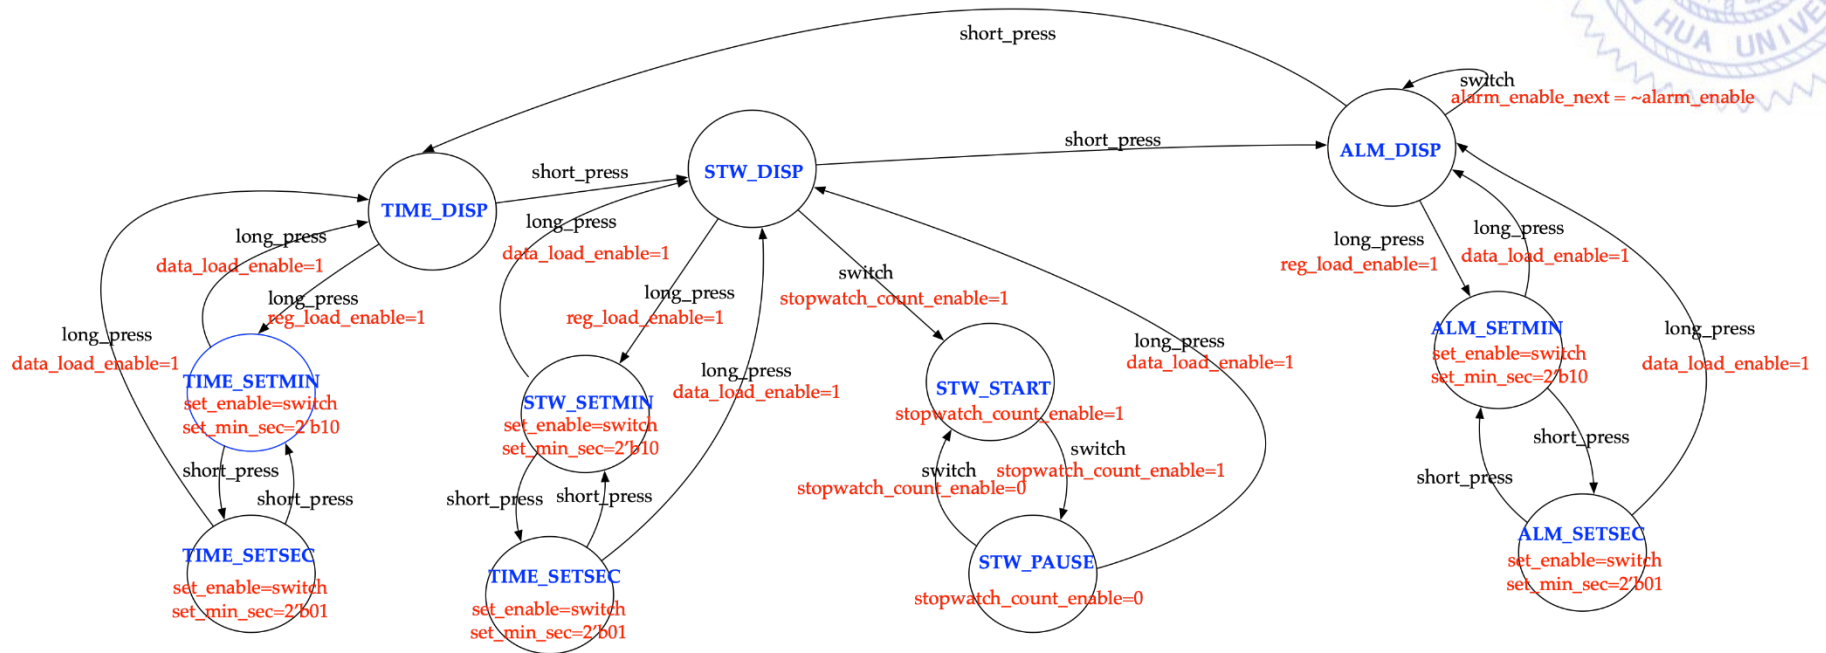 short_press
HUA UNIVE
switch
alarm_enable_next = ~alarm_enable
short_press
ALM_DISP
STW_DISP
short_press
TIME_DISP
long_press
data_load_enable=1
long_press
reg_load_enable=1
long_press
data_load_enable=1
TIME_SETMIN
set_enable=switch
set_min_sec=2'b10
short_press
short_press
TIME_SETSEC
set_enable=switch
set_min_sec=2'b01
long_press
data_load_enable=1
long_press
reg_load_enable=1
long_press
data_load_enable=1
STW_SETMIN
set_enable=switch
set_min_sec=2'b10
short_press
short_press
TIME_SETSEC
set_enable=switch
set_min_sec=2'b01
switch
stopwatch_count_enable=1
STW_START
stopwatch_count_enable=1
switch
stopwatch_count_enable=1
switch
stopwatch_count_enable=0
STW_PAUSE
stopwatch_count_enable=0
long_press
data_load_enable=1
long_press
reg_load_enable=1
long_press
data_load_enable=1
ALM_SETMIN
set_enable=switch
set_min_sec=2'b10
short_press
short_press
ALM_SETSEC
set_enable=switch
set_min_sec=2'b01
long_press
data_load_enable=1